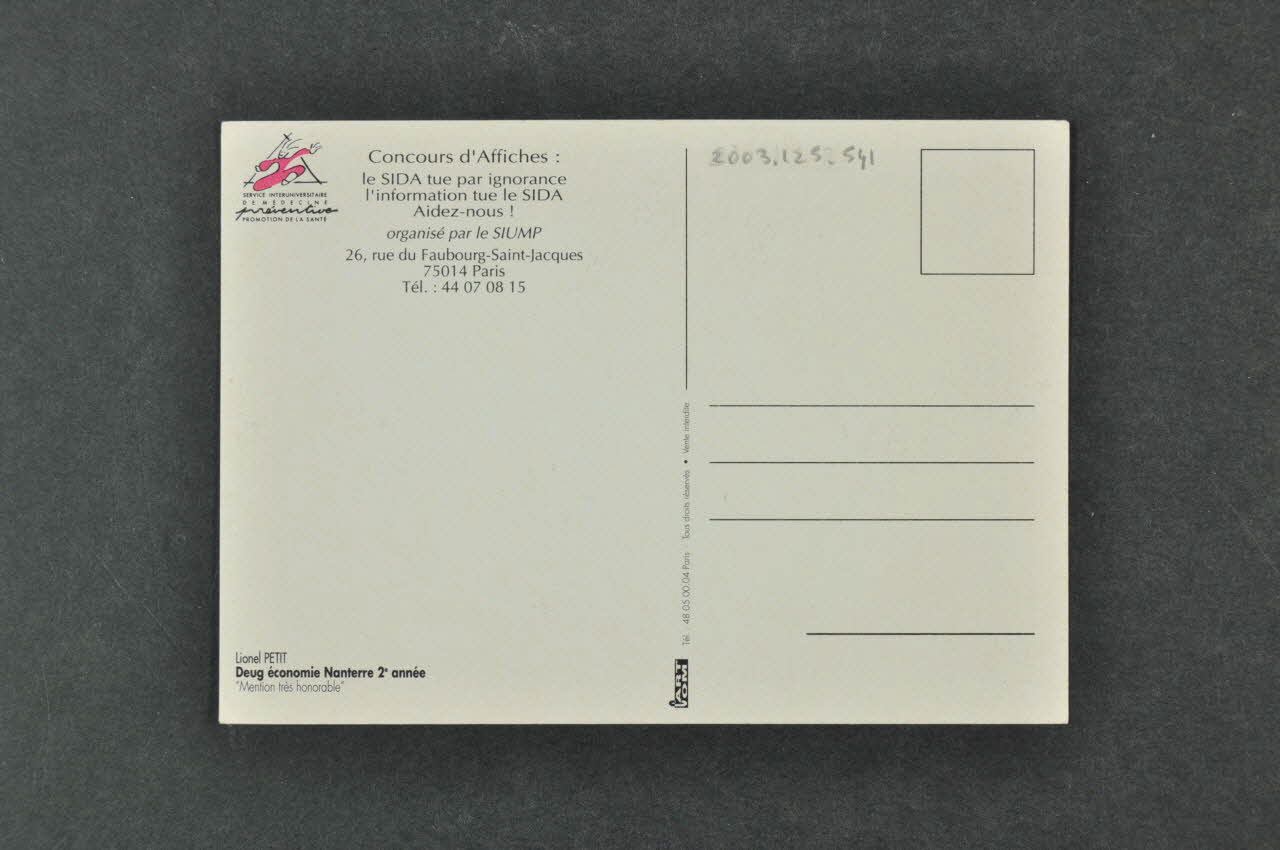 SERVICE INTERUNIVERSITAIRE
DE MÉDECINE
préventive
PROMOTION DE LA SANTÉ
Concours d'Affiches :
le SIDA tue par ignorance
l'information tue le SIDA
Aidez-nous !
organisé par le SIUMP
26, rue du Faubourg-Saint-Jacques
75014 Paris
Tél. : 44 07 08 15
Lionel PETIT
Deug économie Nanterre 2e année
"Mention très honorable"
Tél. : 48 05 00 04 Paris - Tous droits réservés • Vente interdite
2003.125.541